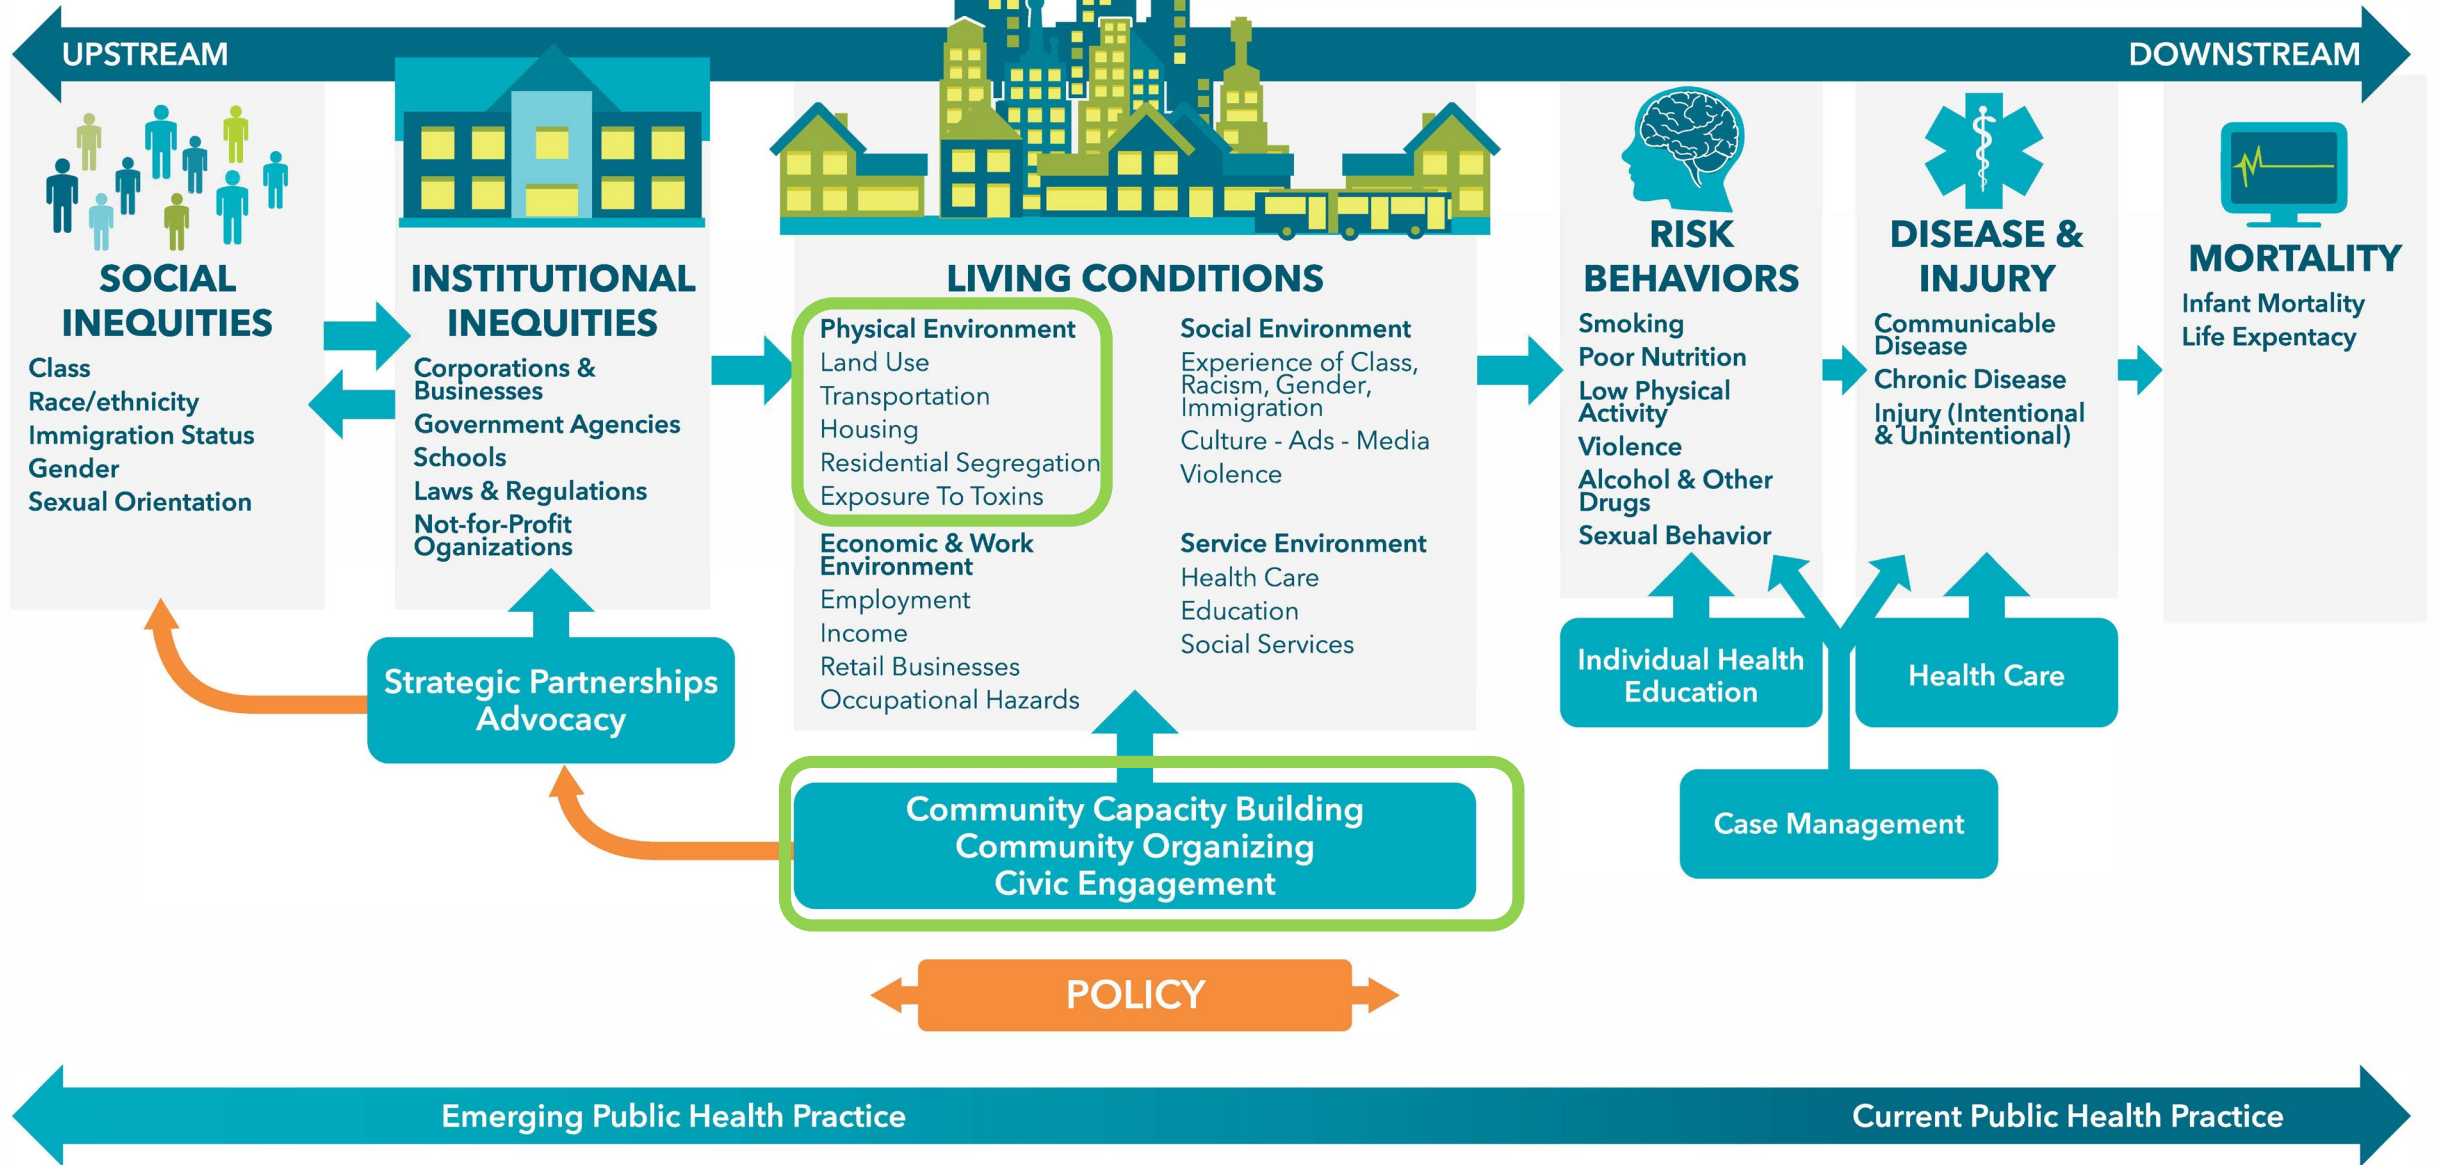 UPSTREAM
DOWNSTREAM
SOCIAL
INEQUITIES
Class
Race/ethnicity
Immigration Status
Gender
Sexual Orientation
INSTITUTIONAL
INEQUITIES
Corporations &
Businesses
Government Agencies
Schools
Laws & Regulations
Not-for-Profit
Oganizations
LIVING CONDITIONS
Physical Environment
Land Use
Transportation
Housing
Residential Segregation
Exposure To Toxins
Economic & Work
Environment
Employment
Income
Retail Businesses
Occupational Hazards
Social Environment
Experience of Class,
Racism, Gender,
Immigration
Culture - Ads - Media
Violence
Service Environment
Health Care
Education
Social Services
RISK
BEHAVIORS
Smoking
Poor Nutrition
Low Physical
Activity
Violence
Alcohol & Other
Drugs
Sexual Behavior
DISEASE &
INJURY
Communicable
Disease
Chronic Disease
Injury (Intentional
& Unintentional)
MORTALITY
Infant Mortality
Life Expentacy
Strategic Partnerships
Advocacy
Community Capacity Building
Community Organizing
Civic Engagement
Individual Health
Education
Health Care
Case Management
POLICY
Emerging Public Health Practice
Current Public Health Practice